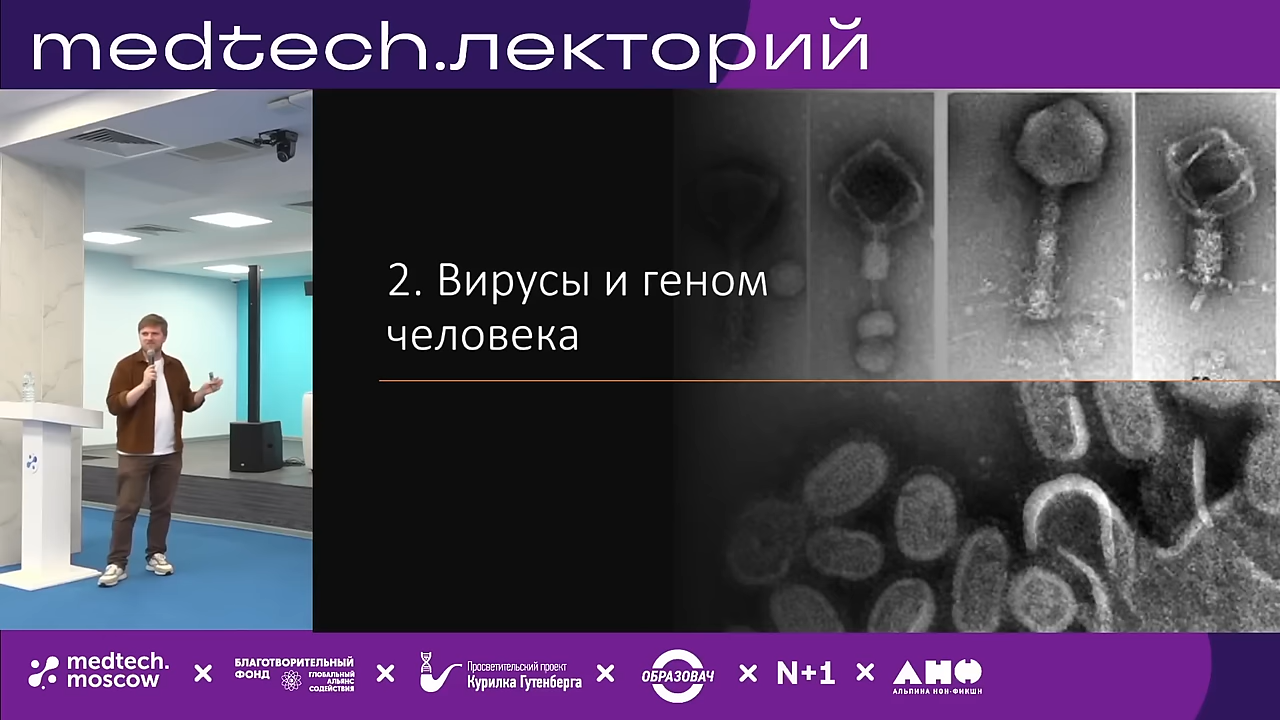 medtech.лекторий
2. Вирусы и геном
человека
medtech.
moscow
×
БЛАГОТВОРИТЕЛЬНЫЙ
ФОНД
ГЛОБАЛЬНЫЙ
АЛЬЯНС
СОДЕЙСТВИЯ
×
Просветительский проект
Курилка Гутенберга
×
ОБРАЗОВАЧ
×
N+1
×
АНФ
АЛЬПИНА НОН-ФИКШН